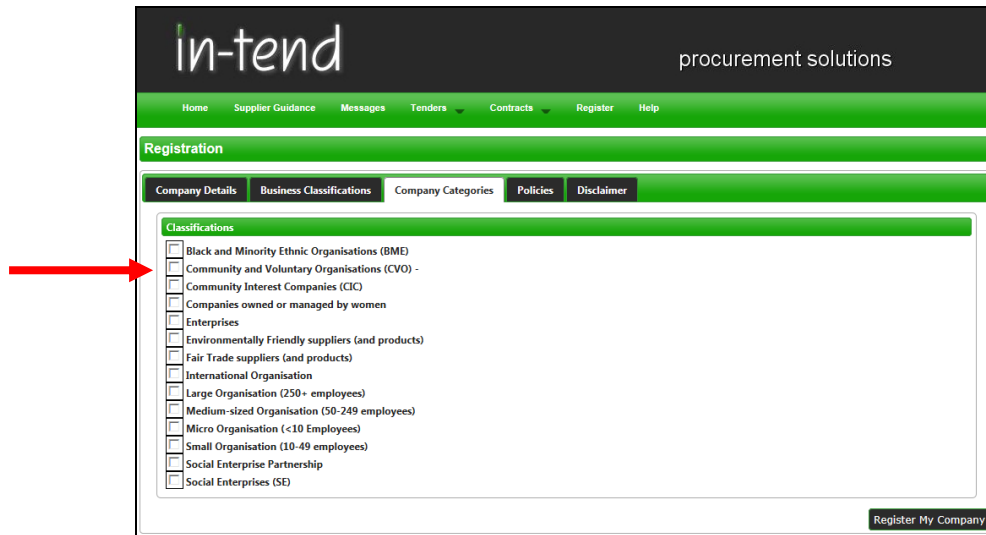 in-tend
procurement solutions
Home Supplier Guidance Messages Tenders Contracts Register Help
Registration
Company Details Business Classifications Company Categories Policies Disclaimer
Classifications
Black and Minority Ethnic Organisations (BME)
Community and Voluntary Organisations (CVO) -
Community Interest Companies (CIC)
Companies owned or managed by women
Enterprises
Environmentally Friendly suppliers (and products)
Fair Trade suppliers (and products)
International Organisation
Large Organisation (250+ employees)
Medium-sized Organisation (50-249 employees)
Micro Organisation (<10 Employees)
Small Organisation (10-49 employees)
Social Enterprise Partnership
Social Enterprises (SE)
Register My Company